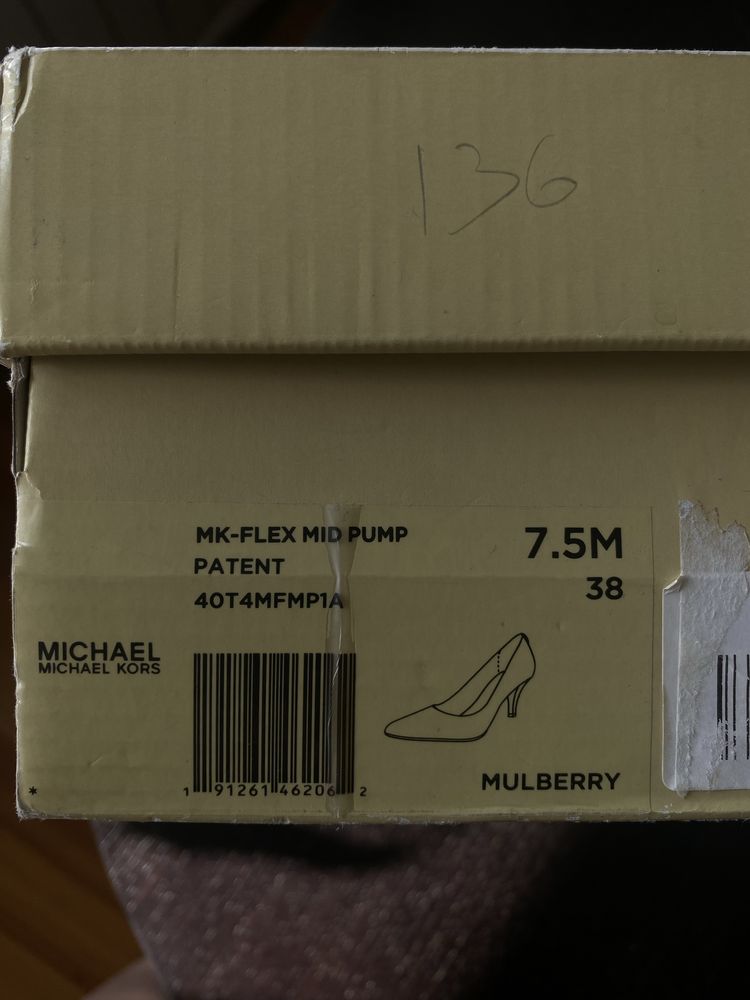 136
MK-FLEX MID PUMP
PATENT
40T4MFMP1A
7.5M
38
MICHAEL
MICHAEL KORS
1 91261 46206 2
MULBERRY
*